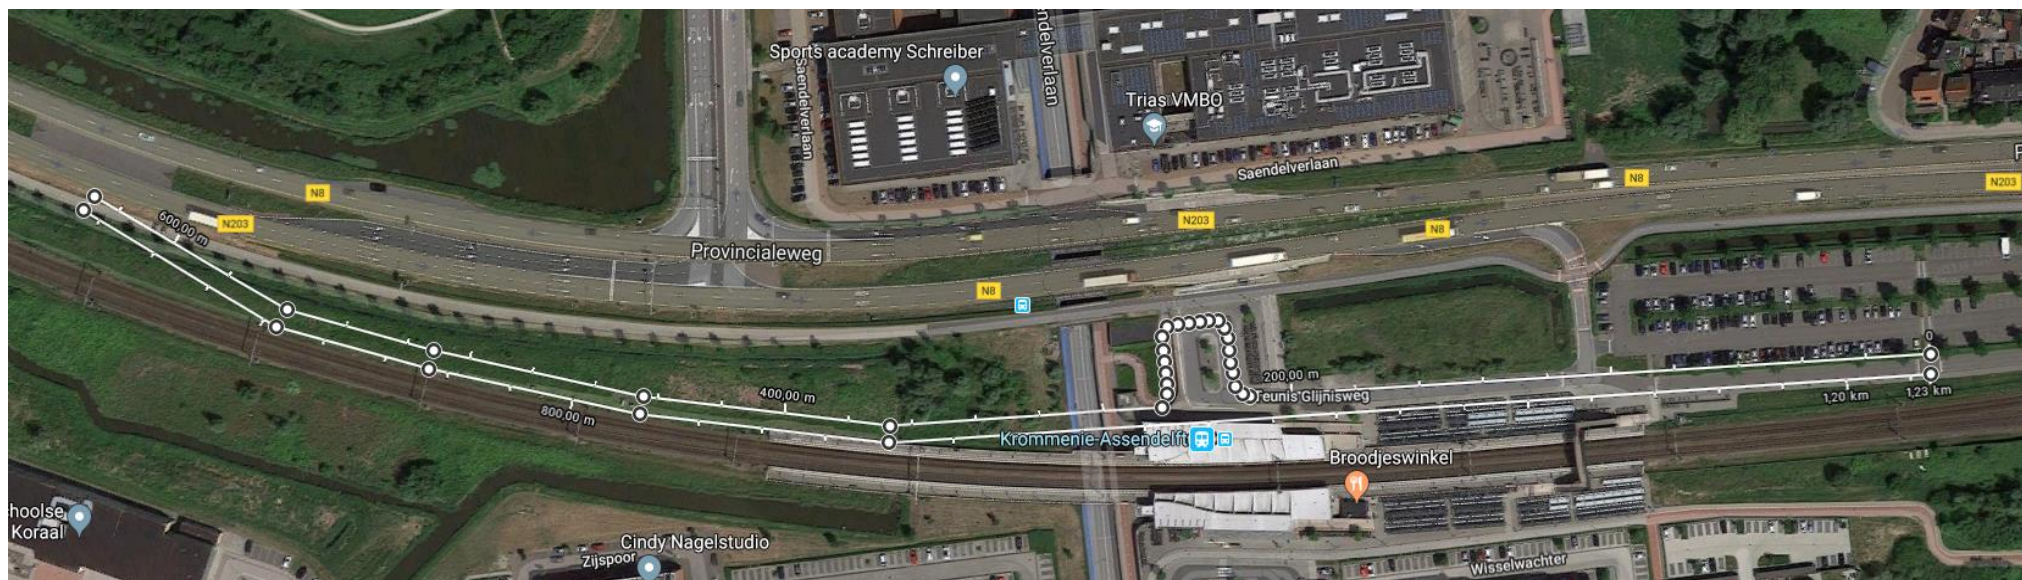 Sports academy Schreiber
Saendelverlaan
ndelverlaan
Trias VMBO
Saendelverlaan
N8
N8
N203
600,00 m
N203
N203
Provincialeweg
N8
N8
0
200,00 m
400,00 m
Teunis Glijnisweg
1,20 km
1,23 km
800,00 m
Krommenie-Assendelft
Broodjeswinkel
hoolse
Koraal
Cindy Nagelstudio
Zijspoor
Wisselwachter